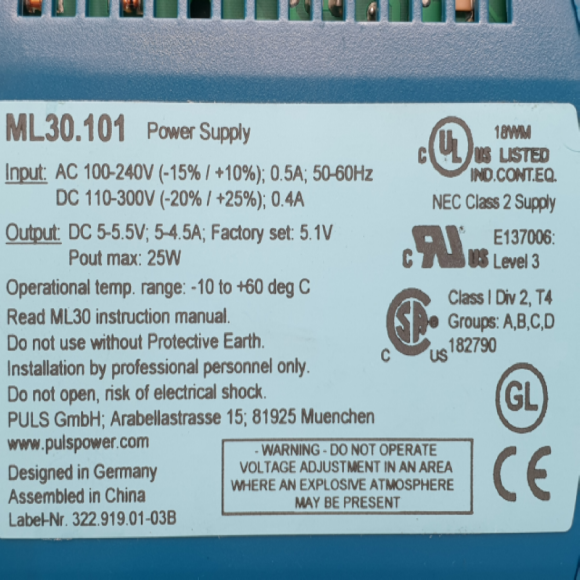 ML30.101 Power Supply
Input: AC 100-240V (-15% / +10%); 0.5A; 50-60Hz
DC 110-300V (-20% / +25%); 0.4A
Output: DC 5-5.5V; 5-4.5A; Factory set: 5.1V
Pout max: 25W
Operational temp. range: -10 to +60 deg C
Read ML30 instruction manual.
Do not use without Protective Earth.
Installation by professional personnel only.
Do not open, risk of electrical shock.
PULS GmbH; Arabellastrasse 15; 81925 Muenchen
www.pulspower.com
Designed in Germany
Assembled in China
Label-Nr. 322.919.01-03B
- WARNING - DO NOT OPERATE
VOLTAGE ADJUSTMENT IN AN AREA
WHERE AN EXPLOSIVE ATMOSPHERE
MAY BE PRESENT
18WM
C UL US LISTED
IND.CONT.EQ.
NEC Class 2 Supply
E137006:
C RU US Level 3
Class I Div 2, T4
SA Groups: A,B,C,D
C US 182790
GL
CE